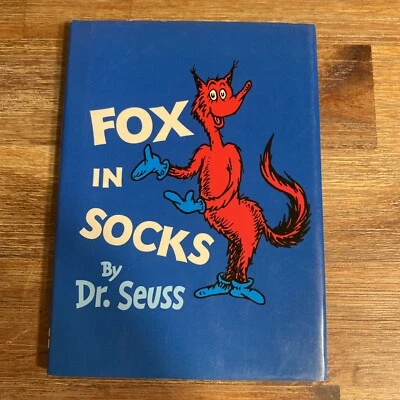 FOX
IN
SOCKS
By
Dr. Seuss